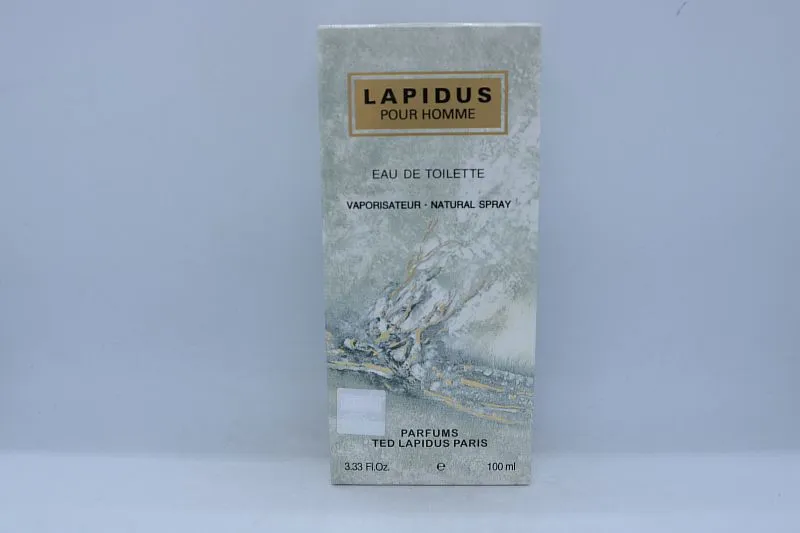 LAPIDUS
POUR HOMME
EAU DE TOILETTE
VAPORISATEUR · NATURAL SPRAY
PARFUMS
TED LAPIDUS PARIS
3.33 Fl.Oz. ℮ 100 ml